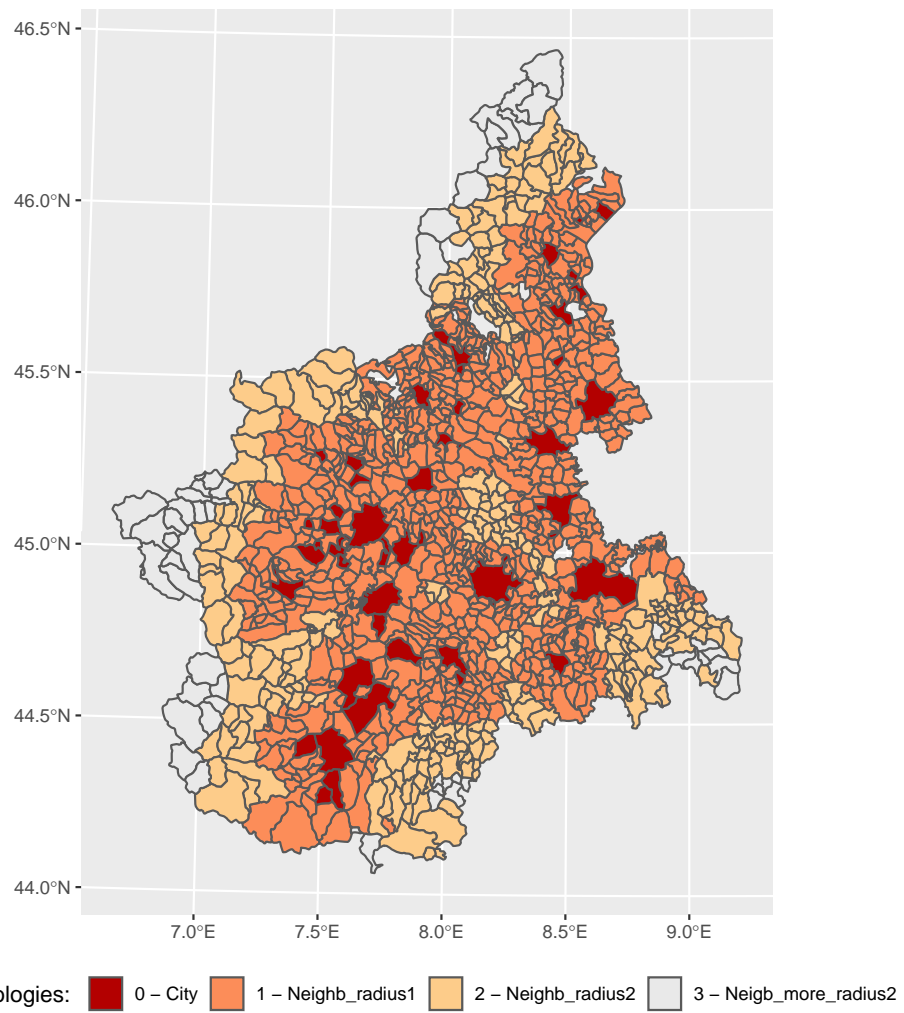 46.5°N
46.0°N
45.5°N
45.0°N
44.5°N
44.0°N
7.0°E 7.5°E 8.0°E 8.5°E 9.0°E
ologies: 0 – City 1 – Neighb_radius1 2 – Neighb_radius2 3 – Neigb_more_radius2